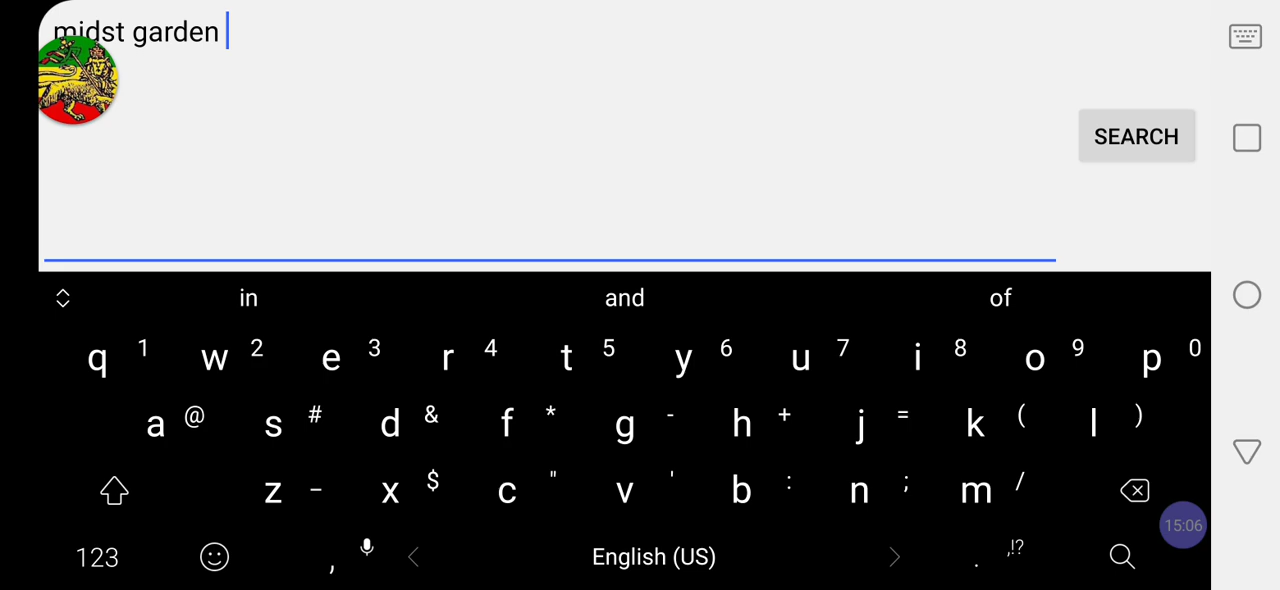 midst garden
SEARCH
in and of
q 1 w 2 e 3 r 4 t 5 y 6 u 7 i 8 o 9 p 0
a @ s # d & f * g - h + j = k ( l )
z _ x $ c " v ' b : n ; m /
15:06
123 , < English (US) > . ,!?